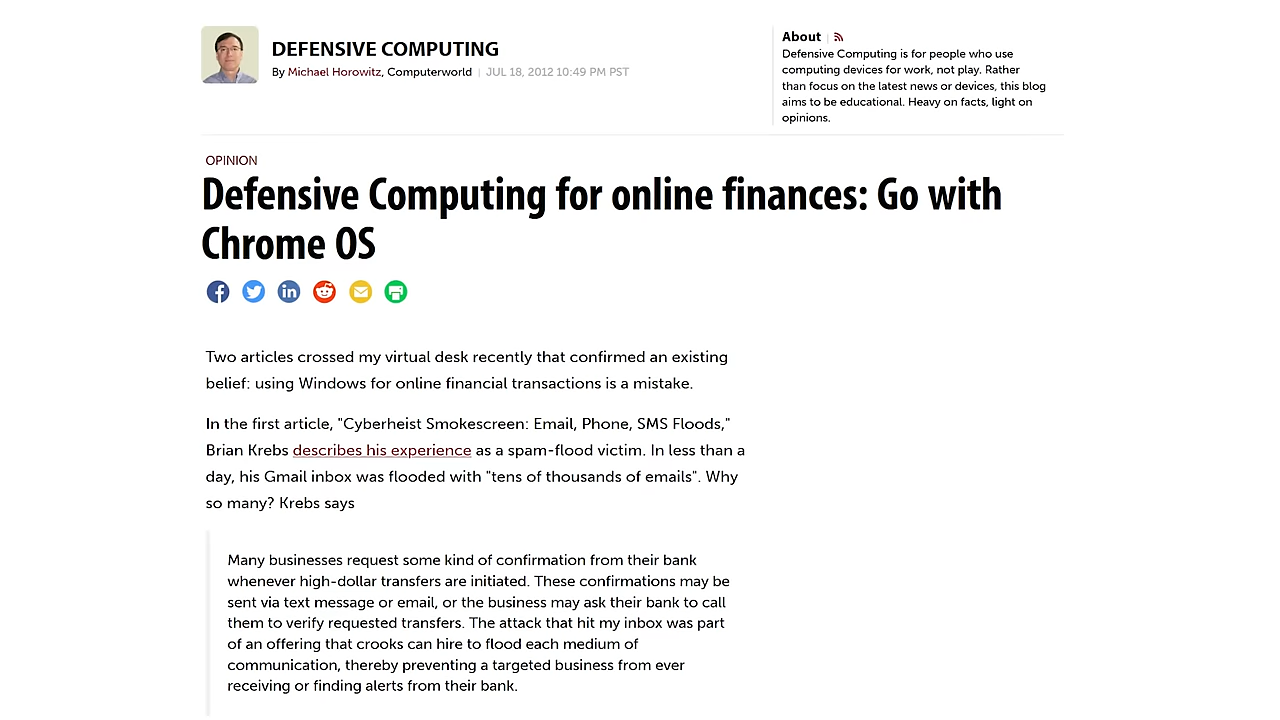 DEFENSIVE COMPUTING
By Michael Horowitz, Computerworld | JUL 18, 2012 10:49 PM PST
About |
Defensive Computing is for people who use
computing devices for work, not play. Rather
than focus on the latest news or devices, this blog
aims to be educational. Heavy on facts, light on
opinions.
OPINION
Defensive Computing for online finances: Go with
Chrome OS
Two articles crossed my virtual desk recently that confirmed an existing
belief: using Windows for online financial transactions is a mistake.
In the first article, "Cyberheist Smokescreen: Email, Phone, SMS Floods,"
Brian Krebs describes his experience as a spam-flood victim. In less than a
day, his Gmail inbox was flooded with "tens of thousands of emails". Why
so many? Krebs says
Many businesses request some kind of confirmation from their bank
whenever high-dollar transfers are initiated. These confirmations may be
sent via text message or email, or the business may ask their bank to call
them to verify requested transfers. The attack that hit my inbox was part
of an offering that crooks can hire to flood each medium of
communication, thereby preventing a targeted business from ever
receiving or finding alerts from their bank.